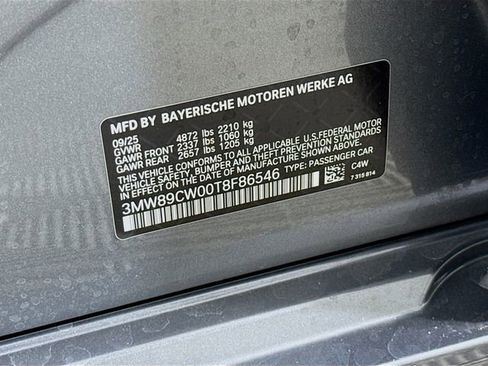 MFD BY BAYERISCHE MOTOREN WERKE AG
09/25
GVWR 4872 lbs 2210 kg
GAWR FRONT 2337 lbs 1060 kg
GAWR REAR 2657 lbs 1205 kg
THIS VEHICLE CONFORMS TO ALL APPLICABLE U.S. FEDERAL MOTOR
VEHICLE SAFETY, BUMPER, AND THEFT PREVENTION STANDARDS
IN EFFECT ON THE DATE OF MANUFACTURE SHOWN ABOVE.
3MW89CW00T8F86546 TYPE: PASSENGER CAR
C4W
7 315 814